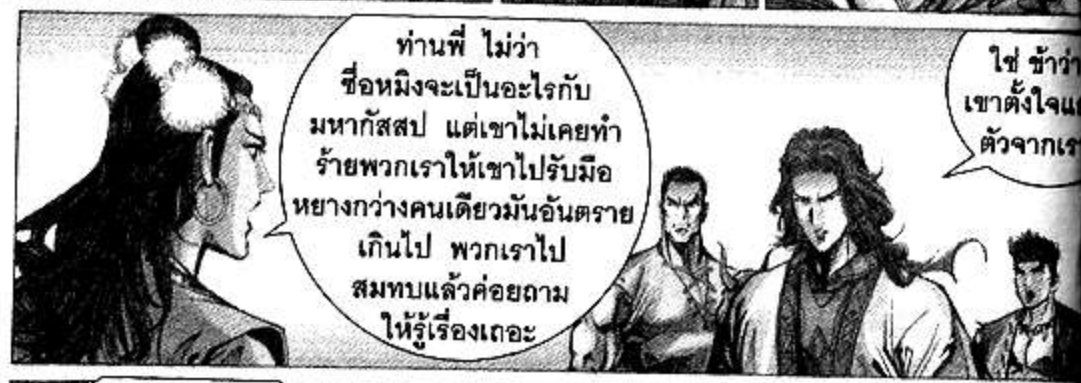 ท่านพี่ ไม่ว่า
ซื่อหมิงจะเป็นอะไรกับ
มหากัสสป แต่เขาไม่เคยทำ
ร้ายพวกเราให้เขาไปรับมือ
หยางกว่างคนเดียวมันอันตราย
เกินไป พวกเราไป
สมทบแล้วค่อยถาม
ให้รู้เรื่องเถอะ
ใช่ ข้าว่า
เขาตั้งใจ
ตัวจาก